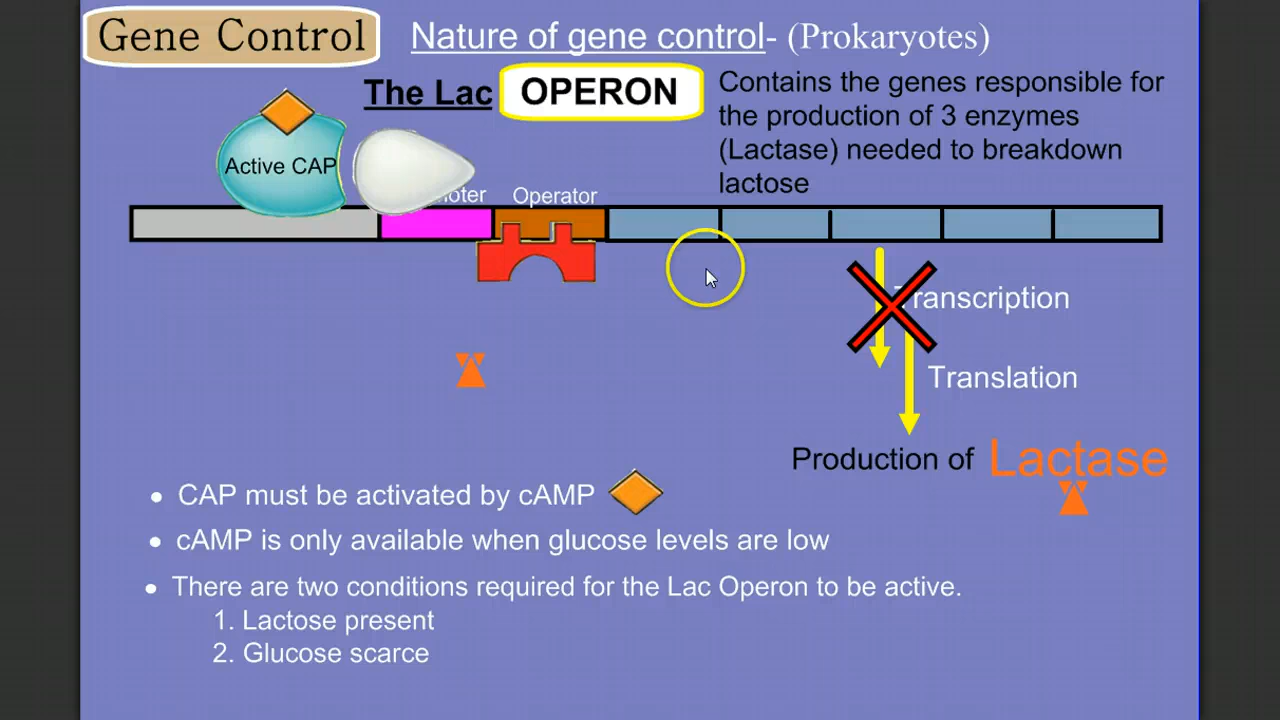 Gene Control
Nature of gene control- (Prokaryotes)
The Lac OPERON
Contains the genes responsible for
the production of 3 enzymes
(Lactase) needed to breakdown
lactose
Active CAP
Operator
Transcription
Translation
Production of Lactase
• CAP must be activated by cAMP
• cAMP is only available when glucose levels are low
• There are two conditions required for the Lac Operon to be active.
1. Lactose present
2. Glucose scarce